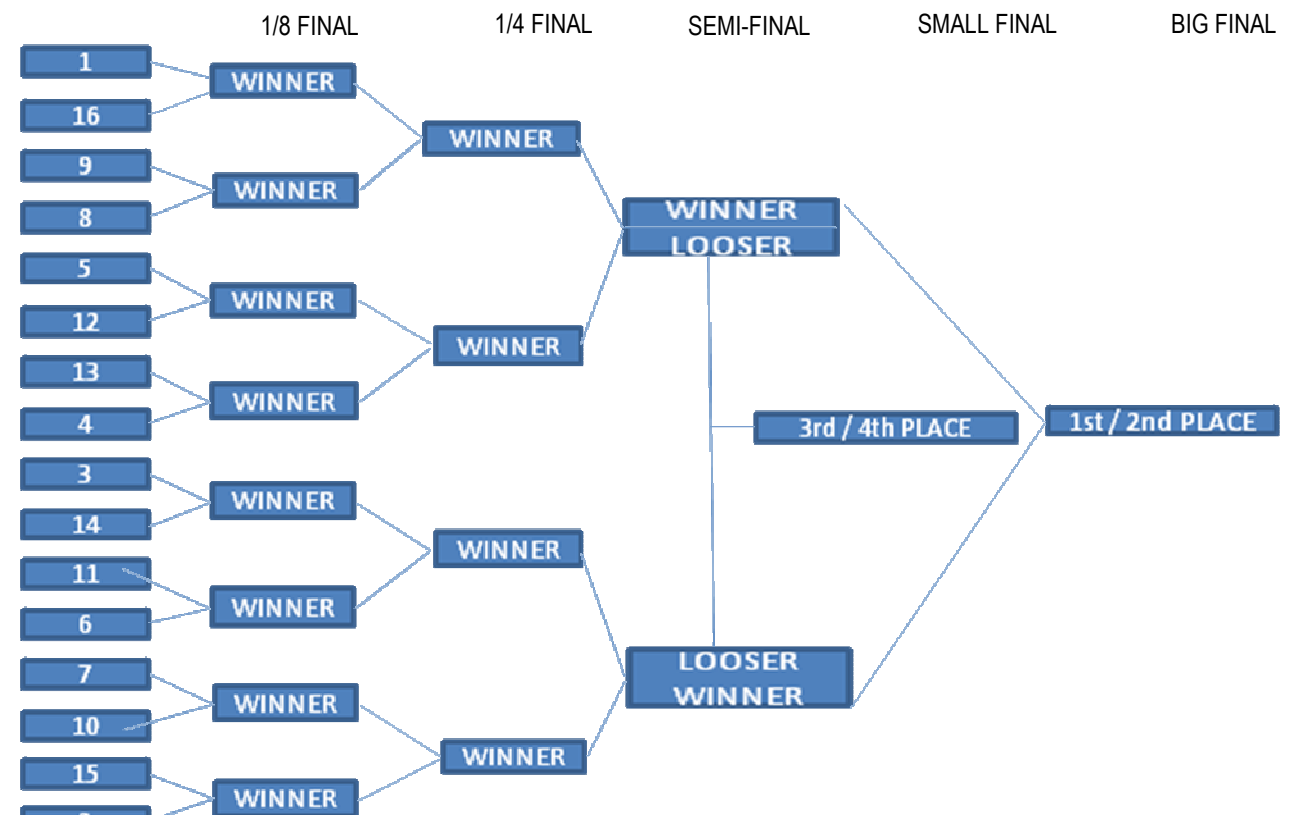 1/8 FINAL
1/4 FINAL
SEMI-FINAL
SMALL FINAL
BIG FINAL
1
16
9
8
5
12
13
4
3
14
11
6
7
10
15
WINNER
WINNER
WINNER
WINNER
WINNER
WINNER
WINNER
WINNER
WINNER
WINNER
WINNER
WINNER
WINNER
LOOSER
LOOSER
WINNER
3rd / 4th PLACE
1st / 2nd PLACE